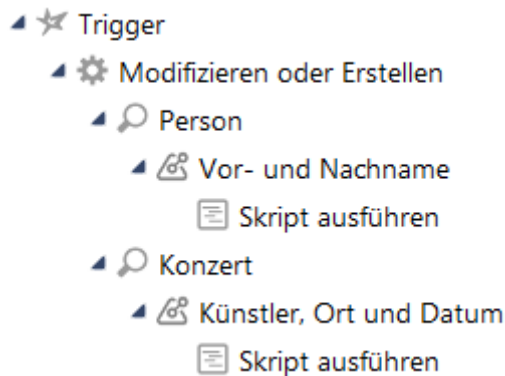 Trigger
Modifizieren oder Erstellen
Person
Vor- und Nachname
Skript ausführen
Konzert
Künstler, Ort und Datum
Skript ausführen